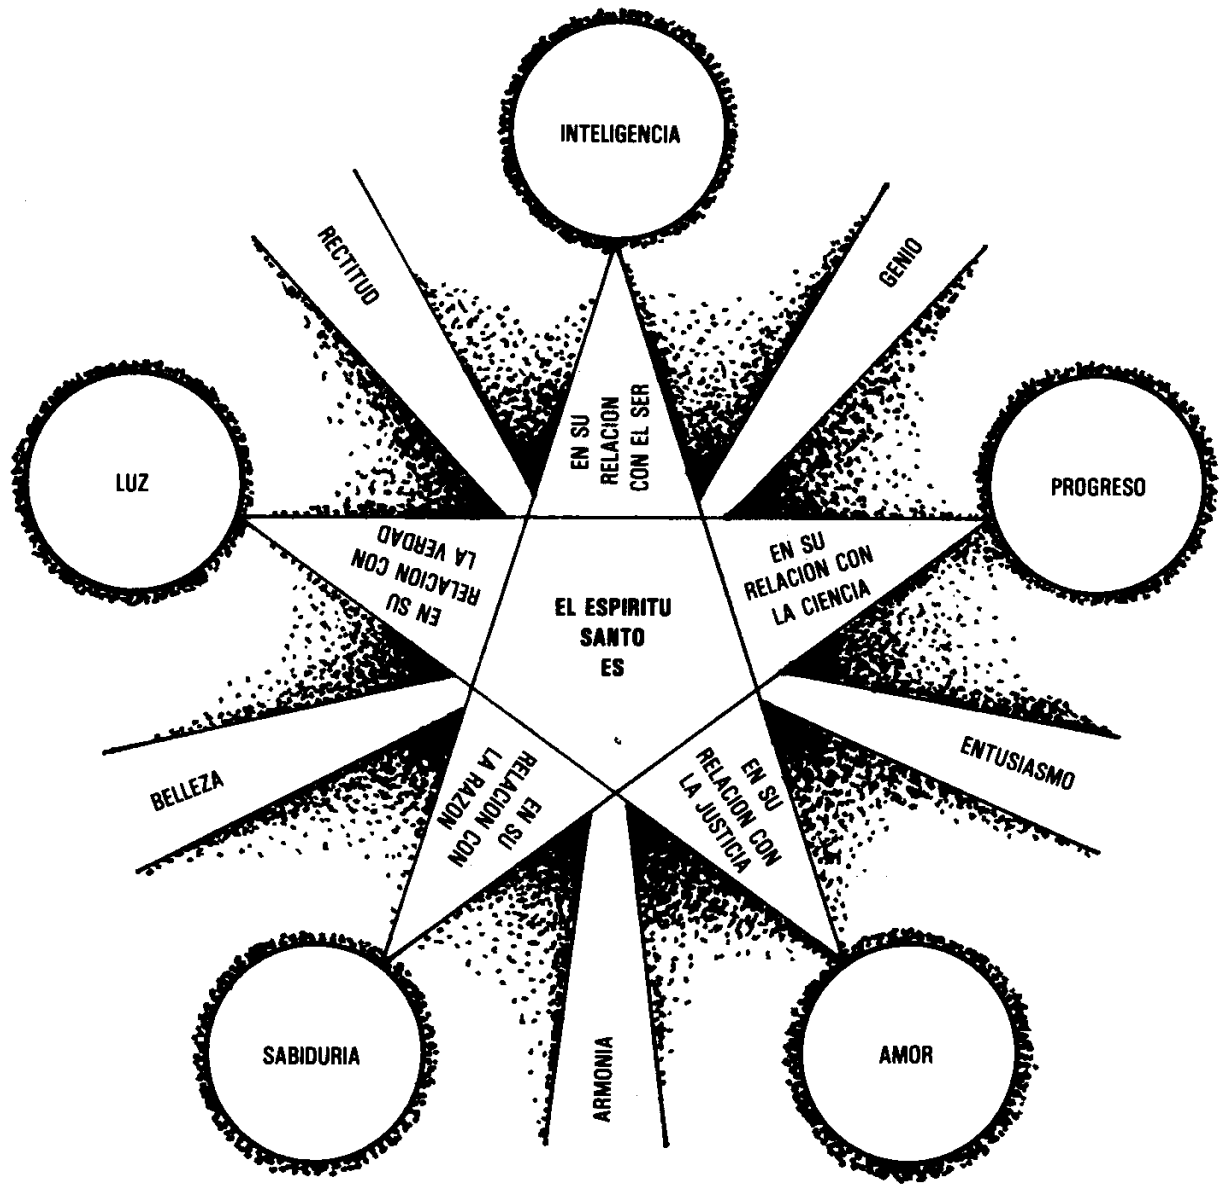 INTELIGENCIA
RECTITUD
GENIO
EN SU
RELACION
CON EL SER
LUZ
PROGRESO
EN SU
RELACION CON
LA VERDAD
EN SU
RELACION CON
LA CIENCIA
EL ESPIRITU
SANTO
ES
BELLEZA
ENTUSIASMO
EN SU
RELACION CON
LA RAZON
EN SU
RELACION CON
LA JUSTICIA
SABIDURIA
ARMONIA
AMOR